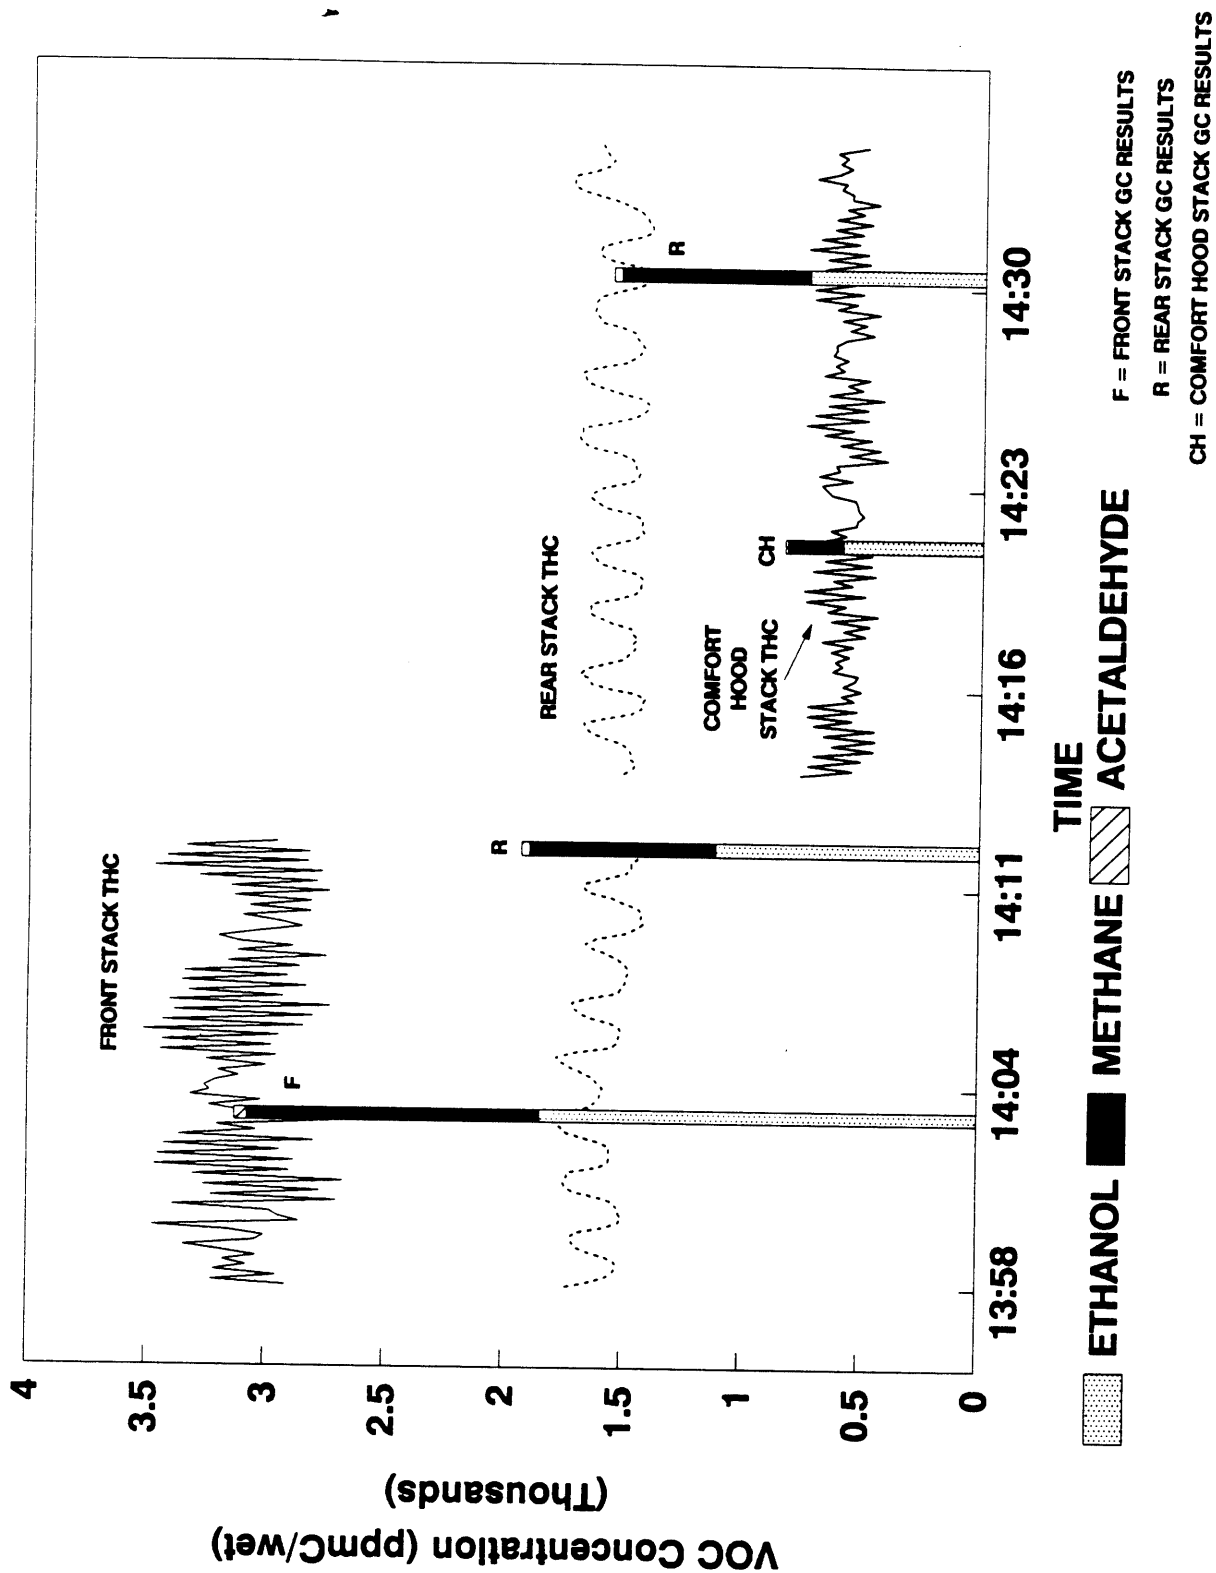 VOC Concentration (ppmC/wet)
(Thousands)
4
3.5
3
2.5
2
1.5
1
0.5
0
FRONT STACK THC
F
R
REAR STACK THC
COMFORT
HOOD
STACK THC
CH
R
13:58
14:04
14:11
14:16
14:23
14:30
TIME
ETHANOL
METHANE
ACETALDEHYDE
F = FRONT STACK GC RESULTS
R = REAR STACK GC RESULTS
CH = COMFORT HOOD STACK GC RESULTS